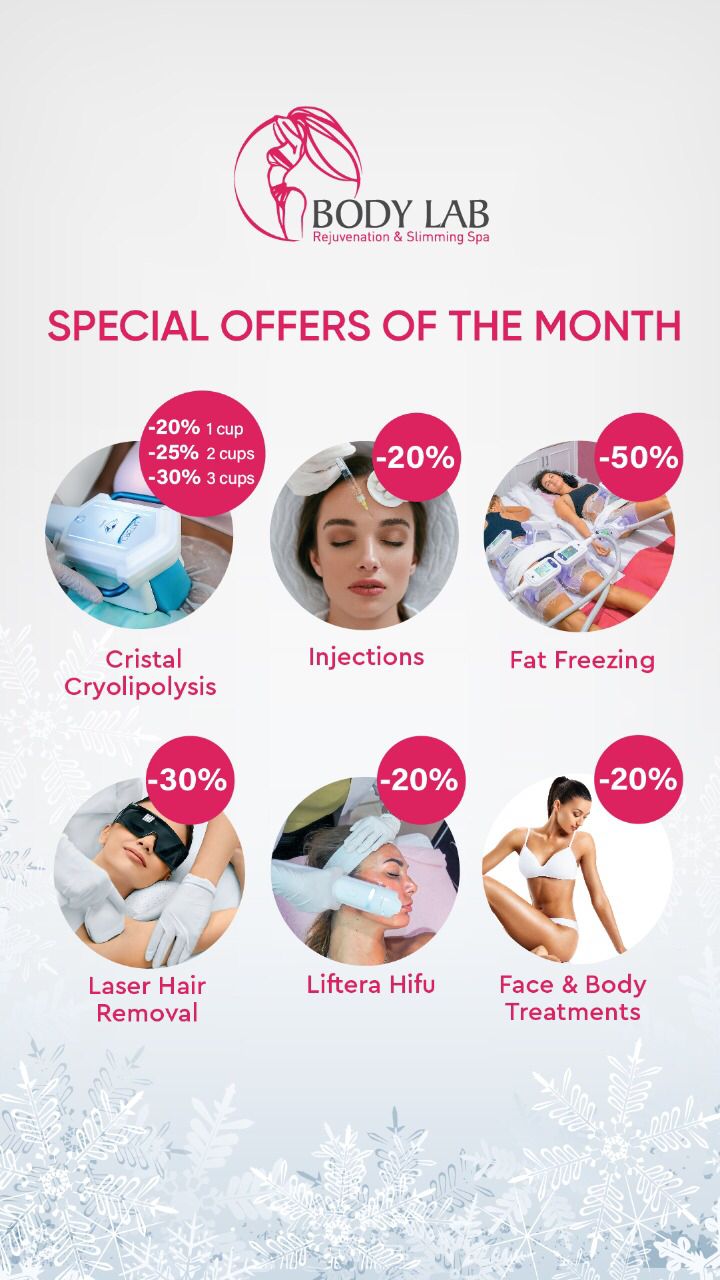 BODY LAB
Rejuvenation & Slimming Spa
SPECIAL OFFERS OF THE MONTH
-20% 1 cup
-25% 2 cups
-30% 3 cups
Cristal
Cryolipolysis
-20%
Injections
-50%
Fat Freezing
-30%
Laser Hair
Removal
-20%
Liftera Hifu
-20%
Face & Body
Treatments